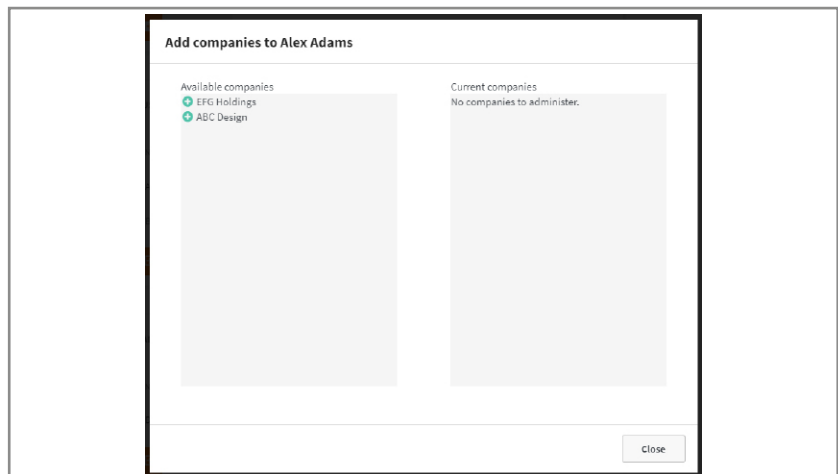 Add companies to Alex Adams
Available companies
EFG Holdings
ABC Design
Current companies
No companies to administer.
Close